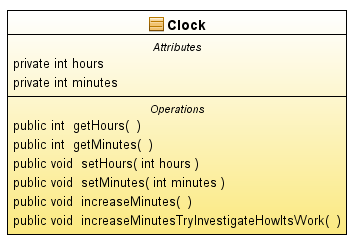 Clock
Attributes
private int hours
private int minutes
Operations
public int getHours( )
public int getMinutes( )
public void setHours( int hours )
public void setMinutes( int minutes )
public void increaseMinutes( )
public void increaseMinutesTryInvestigateHowItsWork( )